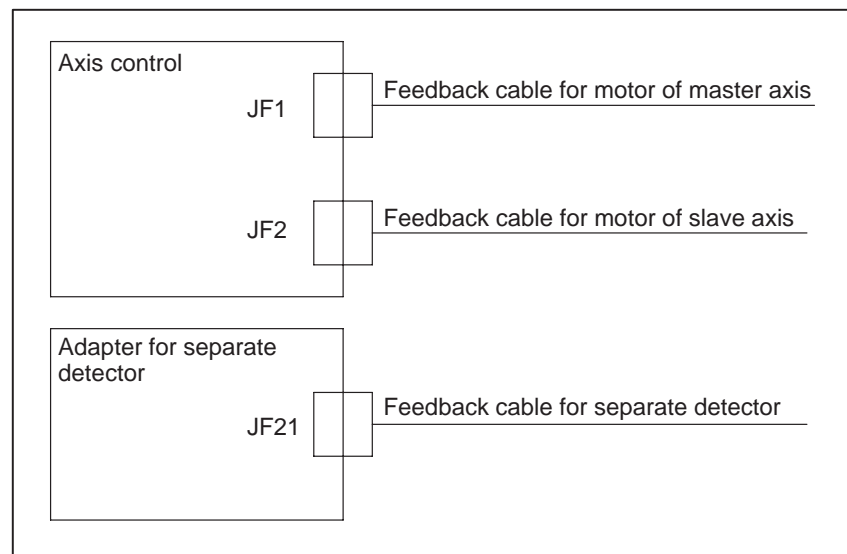 Axis control
JF1
Feedback cable for motor of master axis
JF2
Feedback cable for motor of slave axis
Adapter for separate
detector
JF21
Feedback cable for separate detector